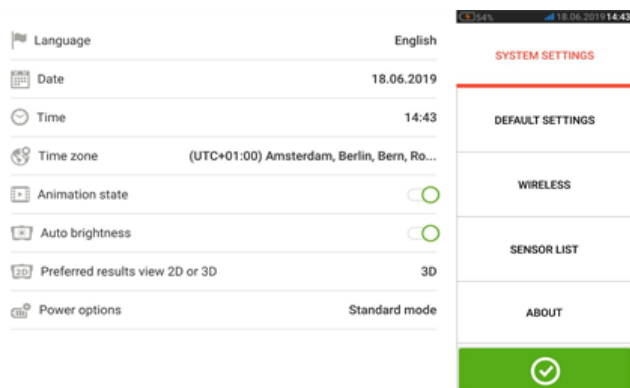 Language English
Date 18.06.2019
Time 14:43
Time zone (UTC+01:00) Amsterdam, Berlin, Bern, Ro...
Animation state
Auto brightness
2D Preferred results view 2D or 3D 3D
Power options Standard mode
54% 18.06.2019 14:43
SYSTEM SETTINGS
DEFAULT SETTINGS
WIRELESS
SENSOR LIST
ABOUT